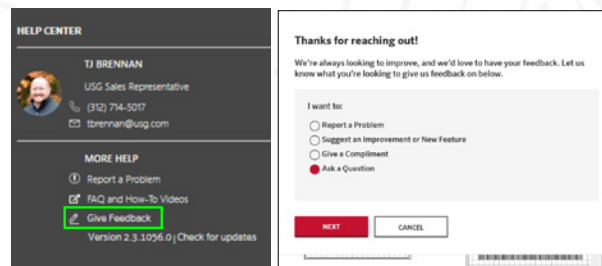 HELP CENTER
TJ BRENNAN
USG Sales Representative
(312) 714-5017
tbrennan@usg.com
MORE HELP
Report a Problem
FAQ and How-To Videos
Give Feedback
Version 2.3.1056.0 | Check for updates
Thanks for reaching out!
We're always looking to improve, and we'd love to have your feedback. Let us
know what you're looking to give us feedback on below.
I want to:
Report a Problem
Suggest an Improvement or New Feature
Give a Compliment
Ask a Question
NEXT
CANCEL